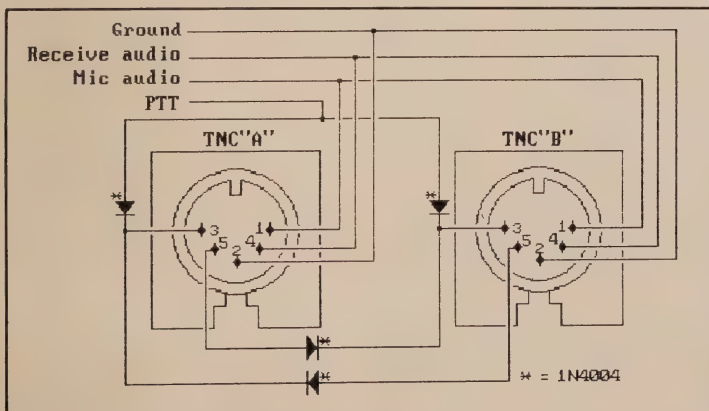 Ground
Receive audio
Mic audio
PTT
TNC"A"
TNC"B"
*
*
3
1
5
4
2
3
1
5
4
2
*
*
* = 1N4004